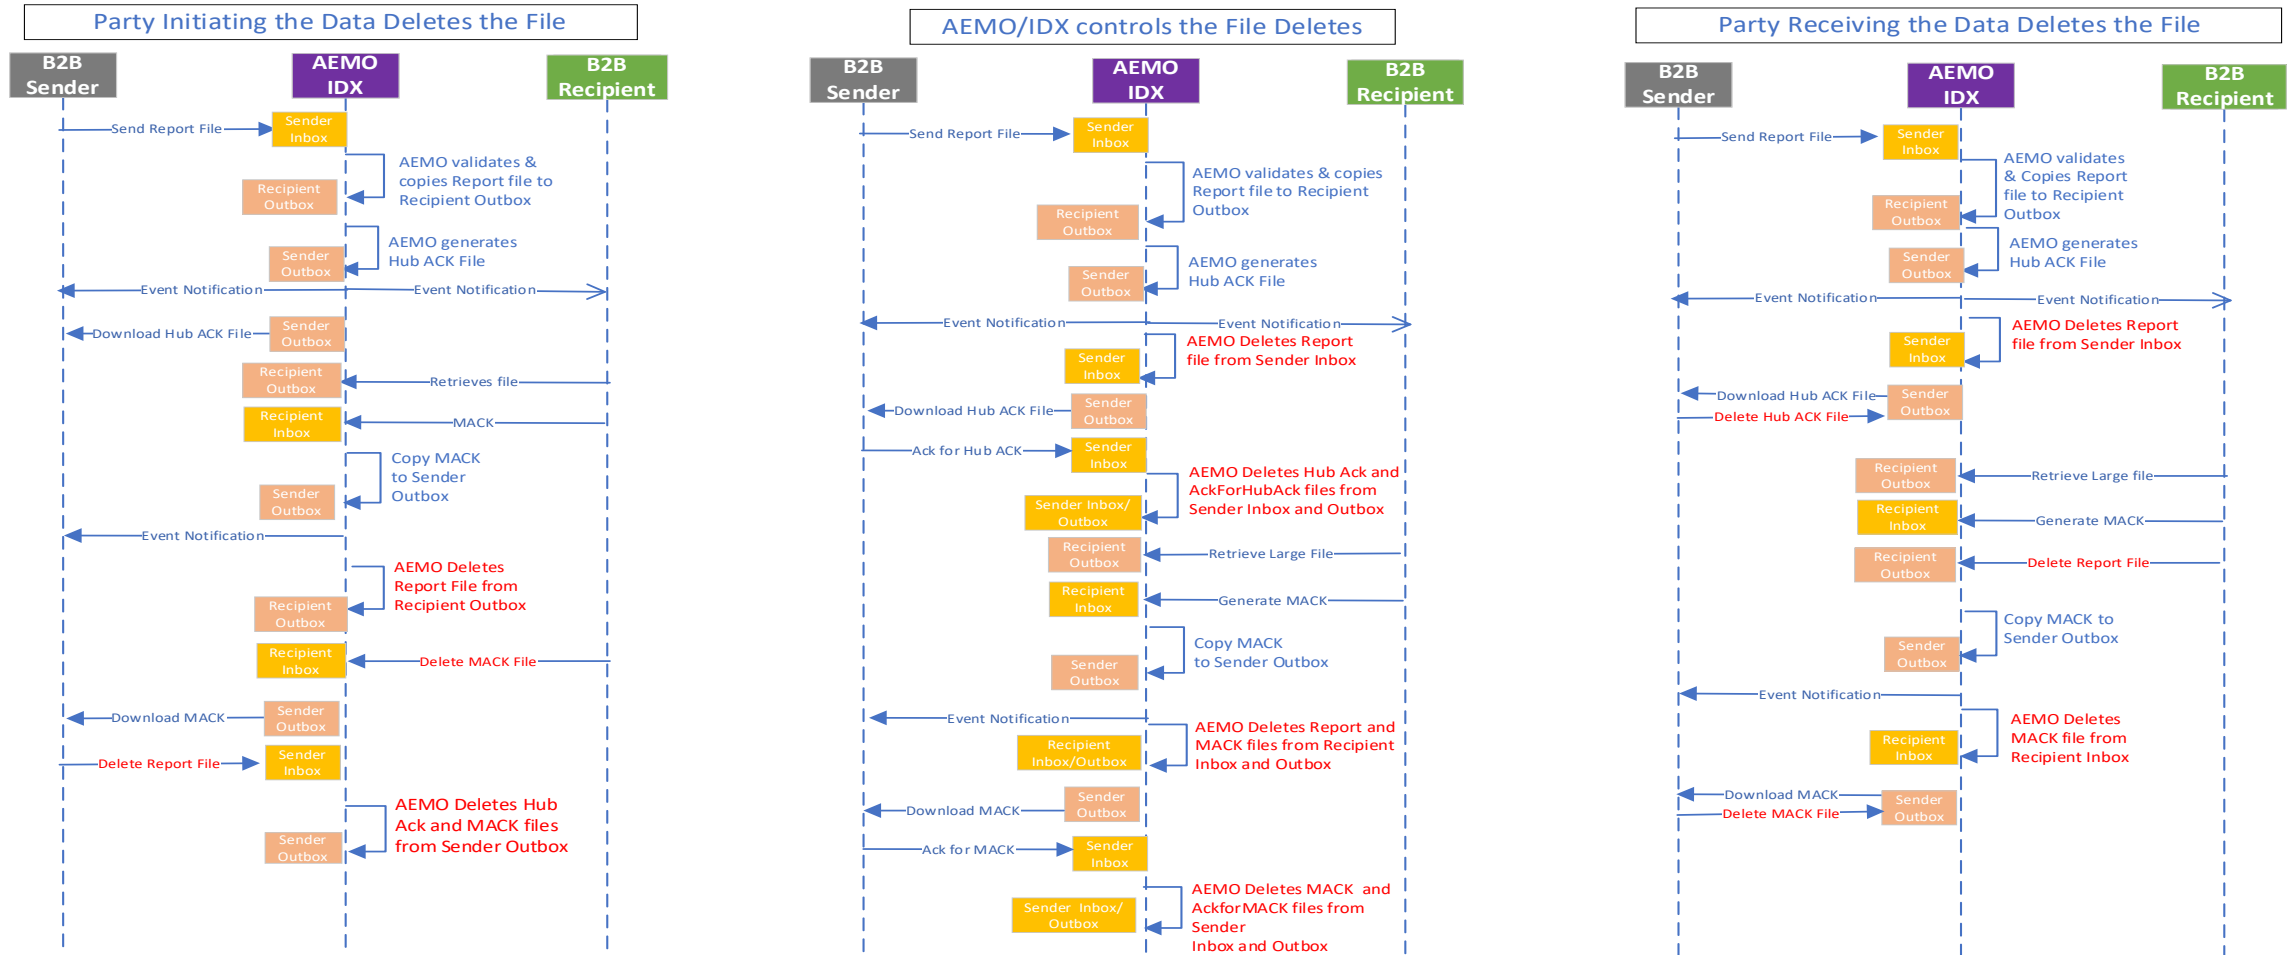 Party Initiating the Data Deletes the File
B2B
Sender
AEMO
IDX
B2B
Recipient
Send Report File
Sender
Inbox
AEMO validates &
copies Report file to
Recipient Outbox
Recipient
Outbox
AEMO generates
Hub ACK File
Sender
Outbox
Event Notification
Event Notification
Download Hub ACK File
Sender
Outbox
Recipient
Outbox
Retrieves file
Recipient
Inbox
MACK
Copy MACK
to Sender
Outbox
Sender
Outbox
Event Notification
AEMO Deletes
Report File from
Recipient Outbox
Recipient
Outbox
Recipient
Inbox
Delete MACK File
Download MACK
Sender
Outbox
Delete Report File
Sender
Inbox
AEMO Deletes Hub
Ack and MACK files
from Sender Outbox
Sender
Outbox
AEMO/IDX controls the File Deletes
B2B
Sender
AEMO
IDX
B2B
Recipient
Send Report File
Sender
Inbox
AEMO validates & copies
Report file to Recipient
Outbox
Recipient
Outbox
AEMO generates
Hub ACK File
Sender
Outbox
Event Notification
Event Notification
AEMO Deletes Report
file from Sender Inbox
Sender
Inbox
Download Hub ACK File
Sender
Outbox
Ack for Hub ACK
Sender
Inbox
AEMO Deletes Hub Ack and
AckForHubAck files from
Sender Inbox and Outbox
Sender Inbox/
Outbox
Recipient
Outbox
Retrieve Large File
Recipient
Inbox
Generate MACK
Copy MACK
to Sender Outbox
Sender
Outbox
Event Notification
AEMO Deletes Report and
MACK files from Recipient
Inbox and Outbox
Recipient
Inbox/Outbox
Download MACK
Sender
Outbox
Ack for MACK
Sender
Inbox
AEMO Deletes MACK and
AckforMACK files from
Sender
Inbox and Outbox
Sender Inbox/
Outbox
Party Receiving the Data Deletes the File
B2B
Sender
AEMO
IDX
B2B
Recipient
Send Report File
Sender
Inbox
AEMO validates
& Copies Report
file to Recipient
Outbox
Recipient
Outbox
AEMO generates
Hub ACK File
Sender
Outbox
Event Notification
Event Notification
AEMO Deletes Report
file from Sender Inbox
Sender
Inbox
Download Hub ACK File
Delete Hub ACK File
Sender
Outbox
Recipient
Outbox
Retrieve Large file
Recipient
Inbox
Generate MACK
Recipient
Outbox
Delete Report File
Copy MACK to
Sender Outbox
Sender
Outbox
Event Notification
AEMO Deletes
MACK file from
Recipient Inbox
Recipient
Inbox
Download MACK
Delete MACK File
Sender
Outbox